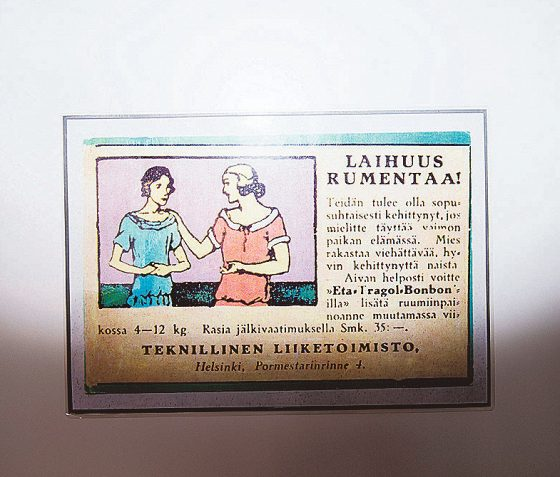 LAIHUUS
RUMENTAA!
Teidän tulee olla sopu-
suhtaisesti kehittynyt, jos
mielitte täyttää vaimon
paikan elämässä. Mies
rakastaa viehättävää, hy-
vin kehittynyttä naista
Aivan helposti voitte
»Eta-Tragol-Bonbon's-
illa» lisätä ruumiinpai-
noanne muutamassa vii-
kossa 4—12 kg. Rasia jälkivaatimuksella Smk. 35:—.
TEKNILLINEN LIIKETOIMISTO,
Helsinki, Pormestarinrinne 4.